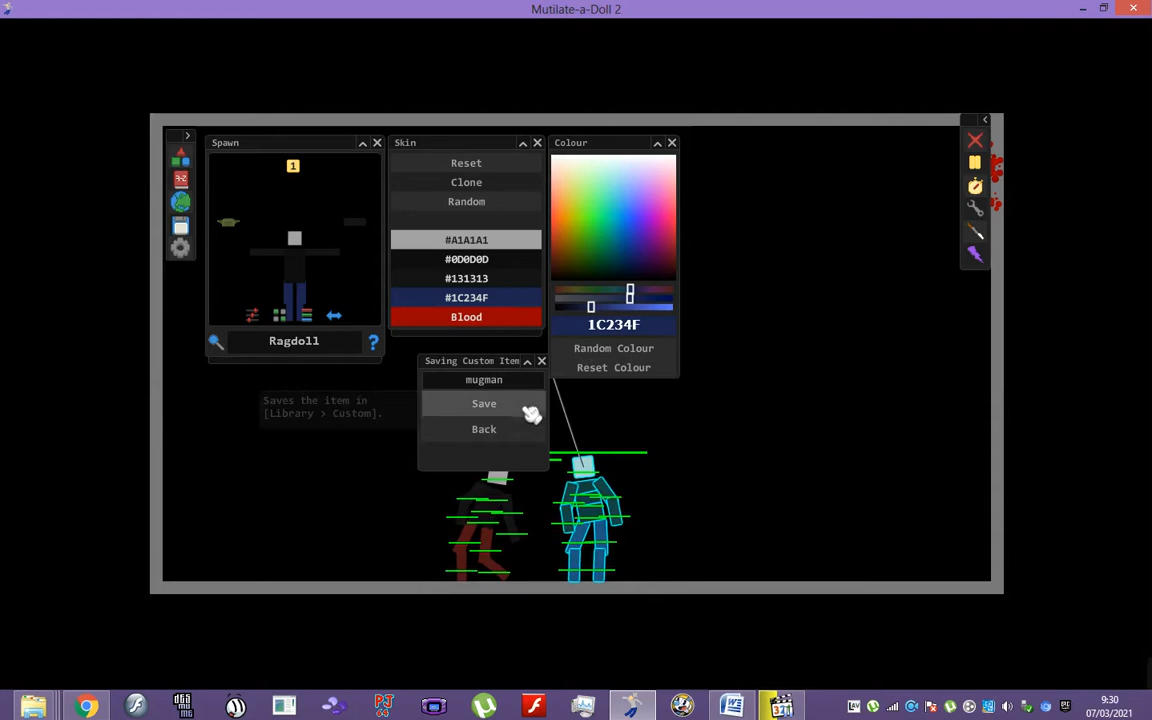 Mutilate-a-Doll 2
Spawn
1
Ragdoll
?
Skin
Reset
Clone
Random
#A1A1A1
#0D0D0D
#131313
#1C234F
Blood
Colour
1C234F
Random Colour
Reset Colour
Saving Custom Item
mugman
Save
Back
Saves the item in
[Library > Custom].
9:30
07/03/2021